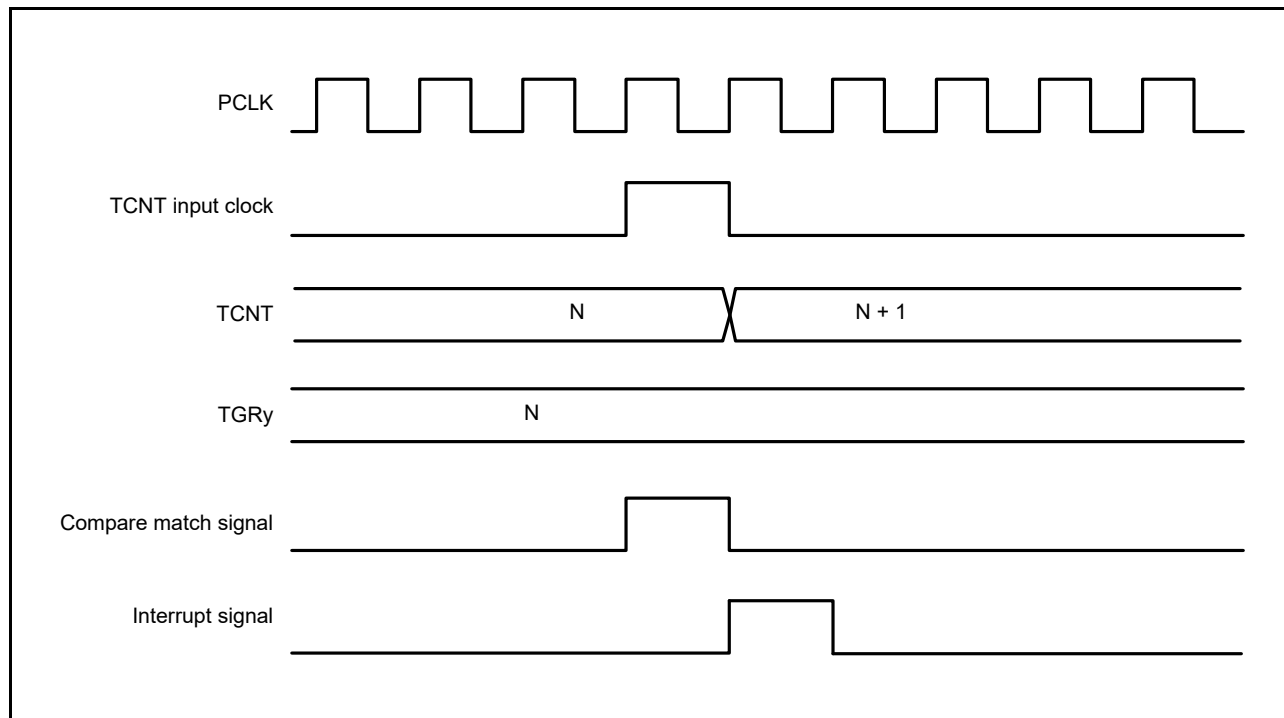 PCLK
TCNT input clock
TCNT
N
N + 1
TGRy
N
Compare match signal
Interrupt signal